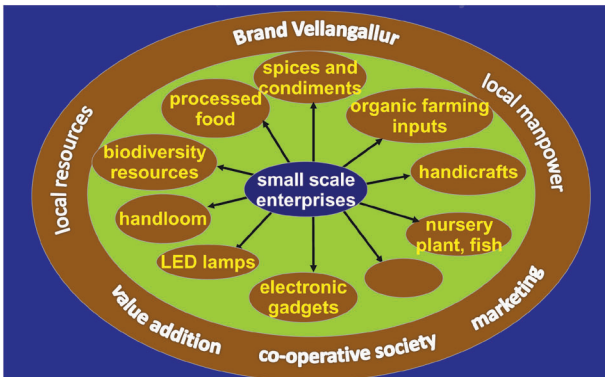 Brand Vellangallur
spices and
condiments
processed
food
organic farming
inputs
local resources
local manpower
biodiversity
resources
small scale
enterprises
handicrafts
handloom
nursery
plant, fish
LED lamps
electronic
gadgets
value addition
co-operative society
marketing